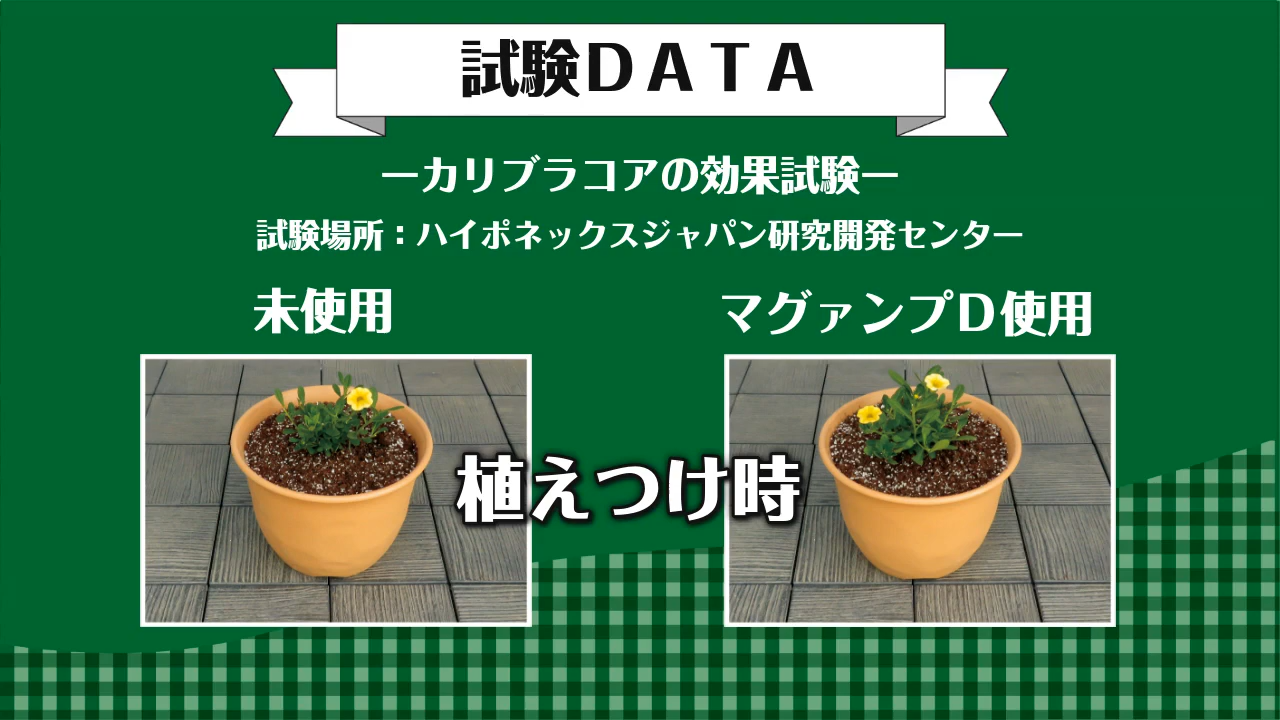 試験ＤＡＴＡ
―カリブラコアの効果試験―
試験場所：ハイポネックスジャパン研究開発センター
未使用
マグァンプＤ使用
植えつけ時